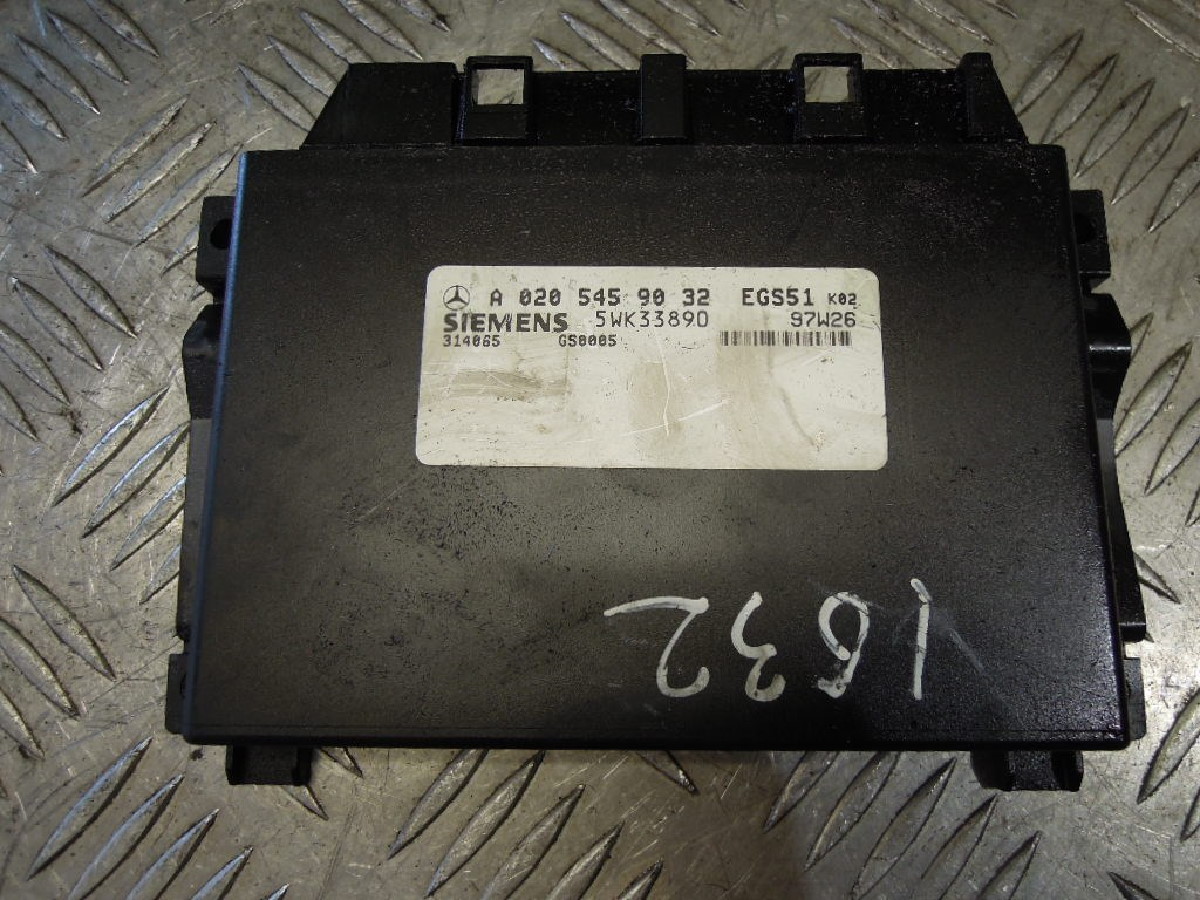 A 020 545 90 32 EGS51 K02
SIEMENS 5WK33890 97W26
314065 GS8005
1632